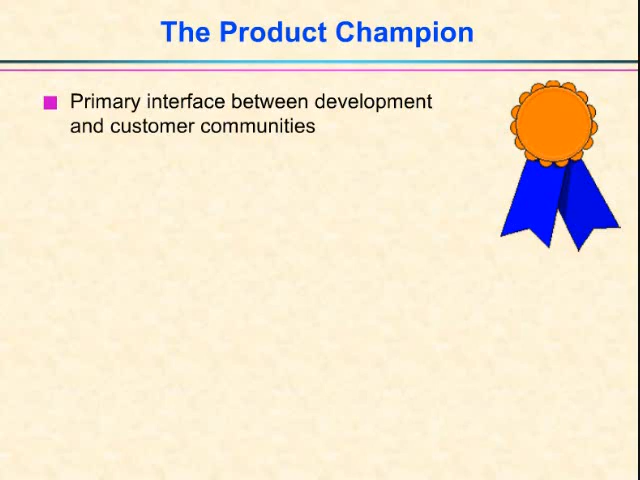 The Product Champion
Primary interface between development
and customer communities